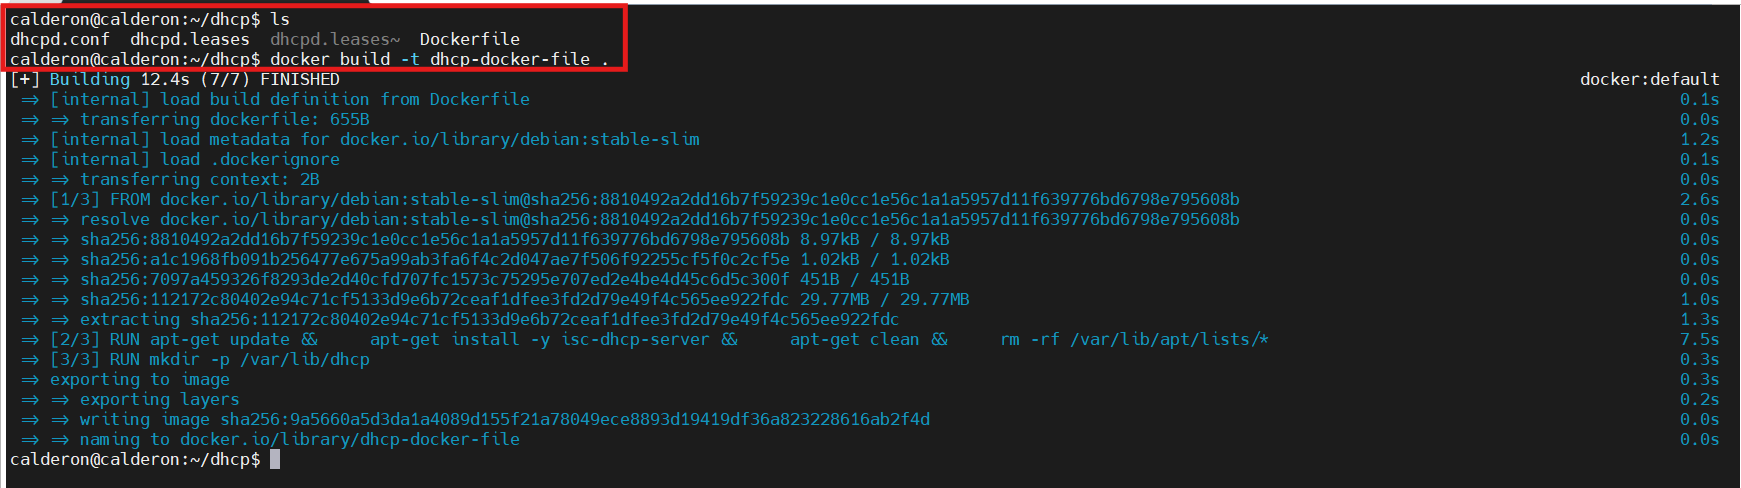 calderon@calderon:~/dhcp$ ls
dhcpd.conf  dhcpd.leases  dhcpd.leases~  Dockerfile
calderon@calderon:~/dhcp$ docker build -t dhcp-docker-file .
[+] Building 12.4s (7/7) FINISHED docker:default
=> [internal] load build definition from Dockerfile 0.1s
=> => transferring dockerfile: 655B 0.0s
=> [internal] load metadata for docker.io/library/debian:stable-slim 1.2s
=> [internal] load .dockerignore 0.1s
=> => transferring context: 2B 0.0s
=> [1/3] FROM docker.io/library/debian:stable-slim@sha256:8810492a2dd16b7f59239c1e0cc1e56c1a1a5957d11f639776bd6798e795608b 2.6s
=> => resolve docker.io/library/debian:stable-slim@sha256:8810492a2dd16b7f59239c1e0cc1e56c1a1a5957d11f639776bd6798e795608b 0.0s
=> => sha256:8810492a2dd16b7f59239c1e0cc1e56c1a1a5957d11f639776bd6798e795608b 8.97kB / 8.97kB 0.0s
=> => sha256:a1c1968fb091b256477e675a99ab3fa6f4c2d047ae7f506f92255cf5f0c2cf5e 1.02kB / 1.02kB 0.0s
=> => sha256:7097a459326f8293de2d40cfd707fc1573c75295e707ed2e4be4d45c6d5c300f 451B / 451B 0.0s
=> => sha256:112172c80402e94c71cf5133d9e6b72ceaf1dfee3fd2d79e49f4c565ee922fdc 29.77MB / 29.77MB 1.0s
=> => extracting sha256:112172c80402e94c71cf5133d9e6b72ceaf1dfee3fd2d79e49f4c565ee922fdc 1.3s
=> [2/3] RUN apt-get update &&     apt-get install -y isc-dhcp-server &&     apt-get clean &&     rm -rf /var/lib/apt/lists/* 7.5s
=> [3/3] RUN mkdir -p /var/lib/dhcp 0.3s
=> exporting to image 0.3s
=> => exporting layers 0.2s
=> => writing image sha256:9a5660a5d3da1a4089d155f21a78049ece8893d19419df36a823228616ab2f4d 0.0s
=> => naming to docker.io/library/dhcp-docker-file 0.0s
calderon@calderon:~/dhcp$